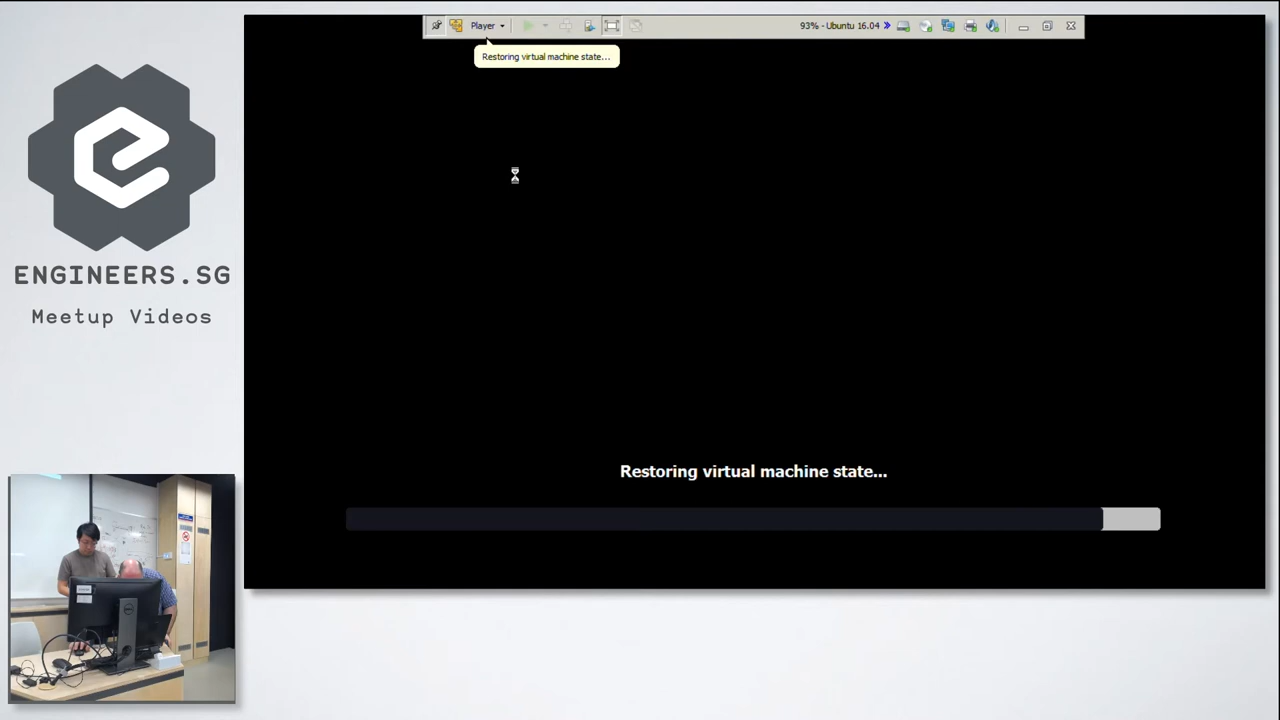 Player
93% - Ubuntu 16.04
Restoring virtual machine state...
ENGINEERS.SG
Meetup Videos
Restoring virtual machine state...